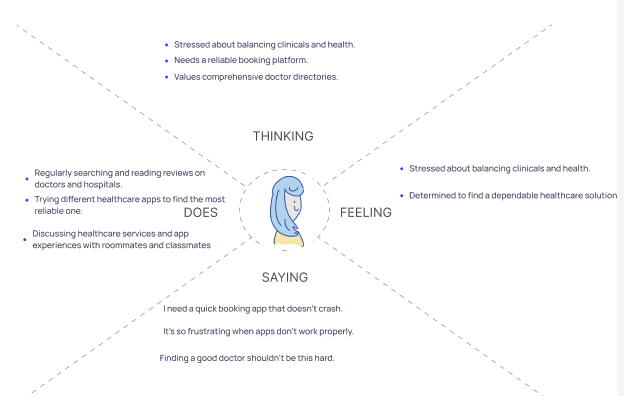 Stressed about balancing clinicals and health.
Needs a reliable booking platform.
Values comprehensive doctor directories.
THINKING
Regularly searching and reading reviews on
doctors and hospitals.
Trying different healthcare apps to find the most
reliable one.
Discussing healthcare services and app
experiences with roommates and classmates
DOES
FEELING
Stressed about balancing clinicals and health.
Determined to find a dependable healthcare solution
SAYING
I need a quick booking app that doesn't crash.
It's so frustrating when apps don't work properly.
Finding a good doctor shouldn't be this hard.